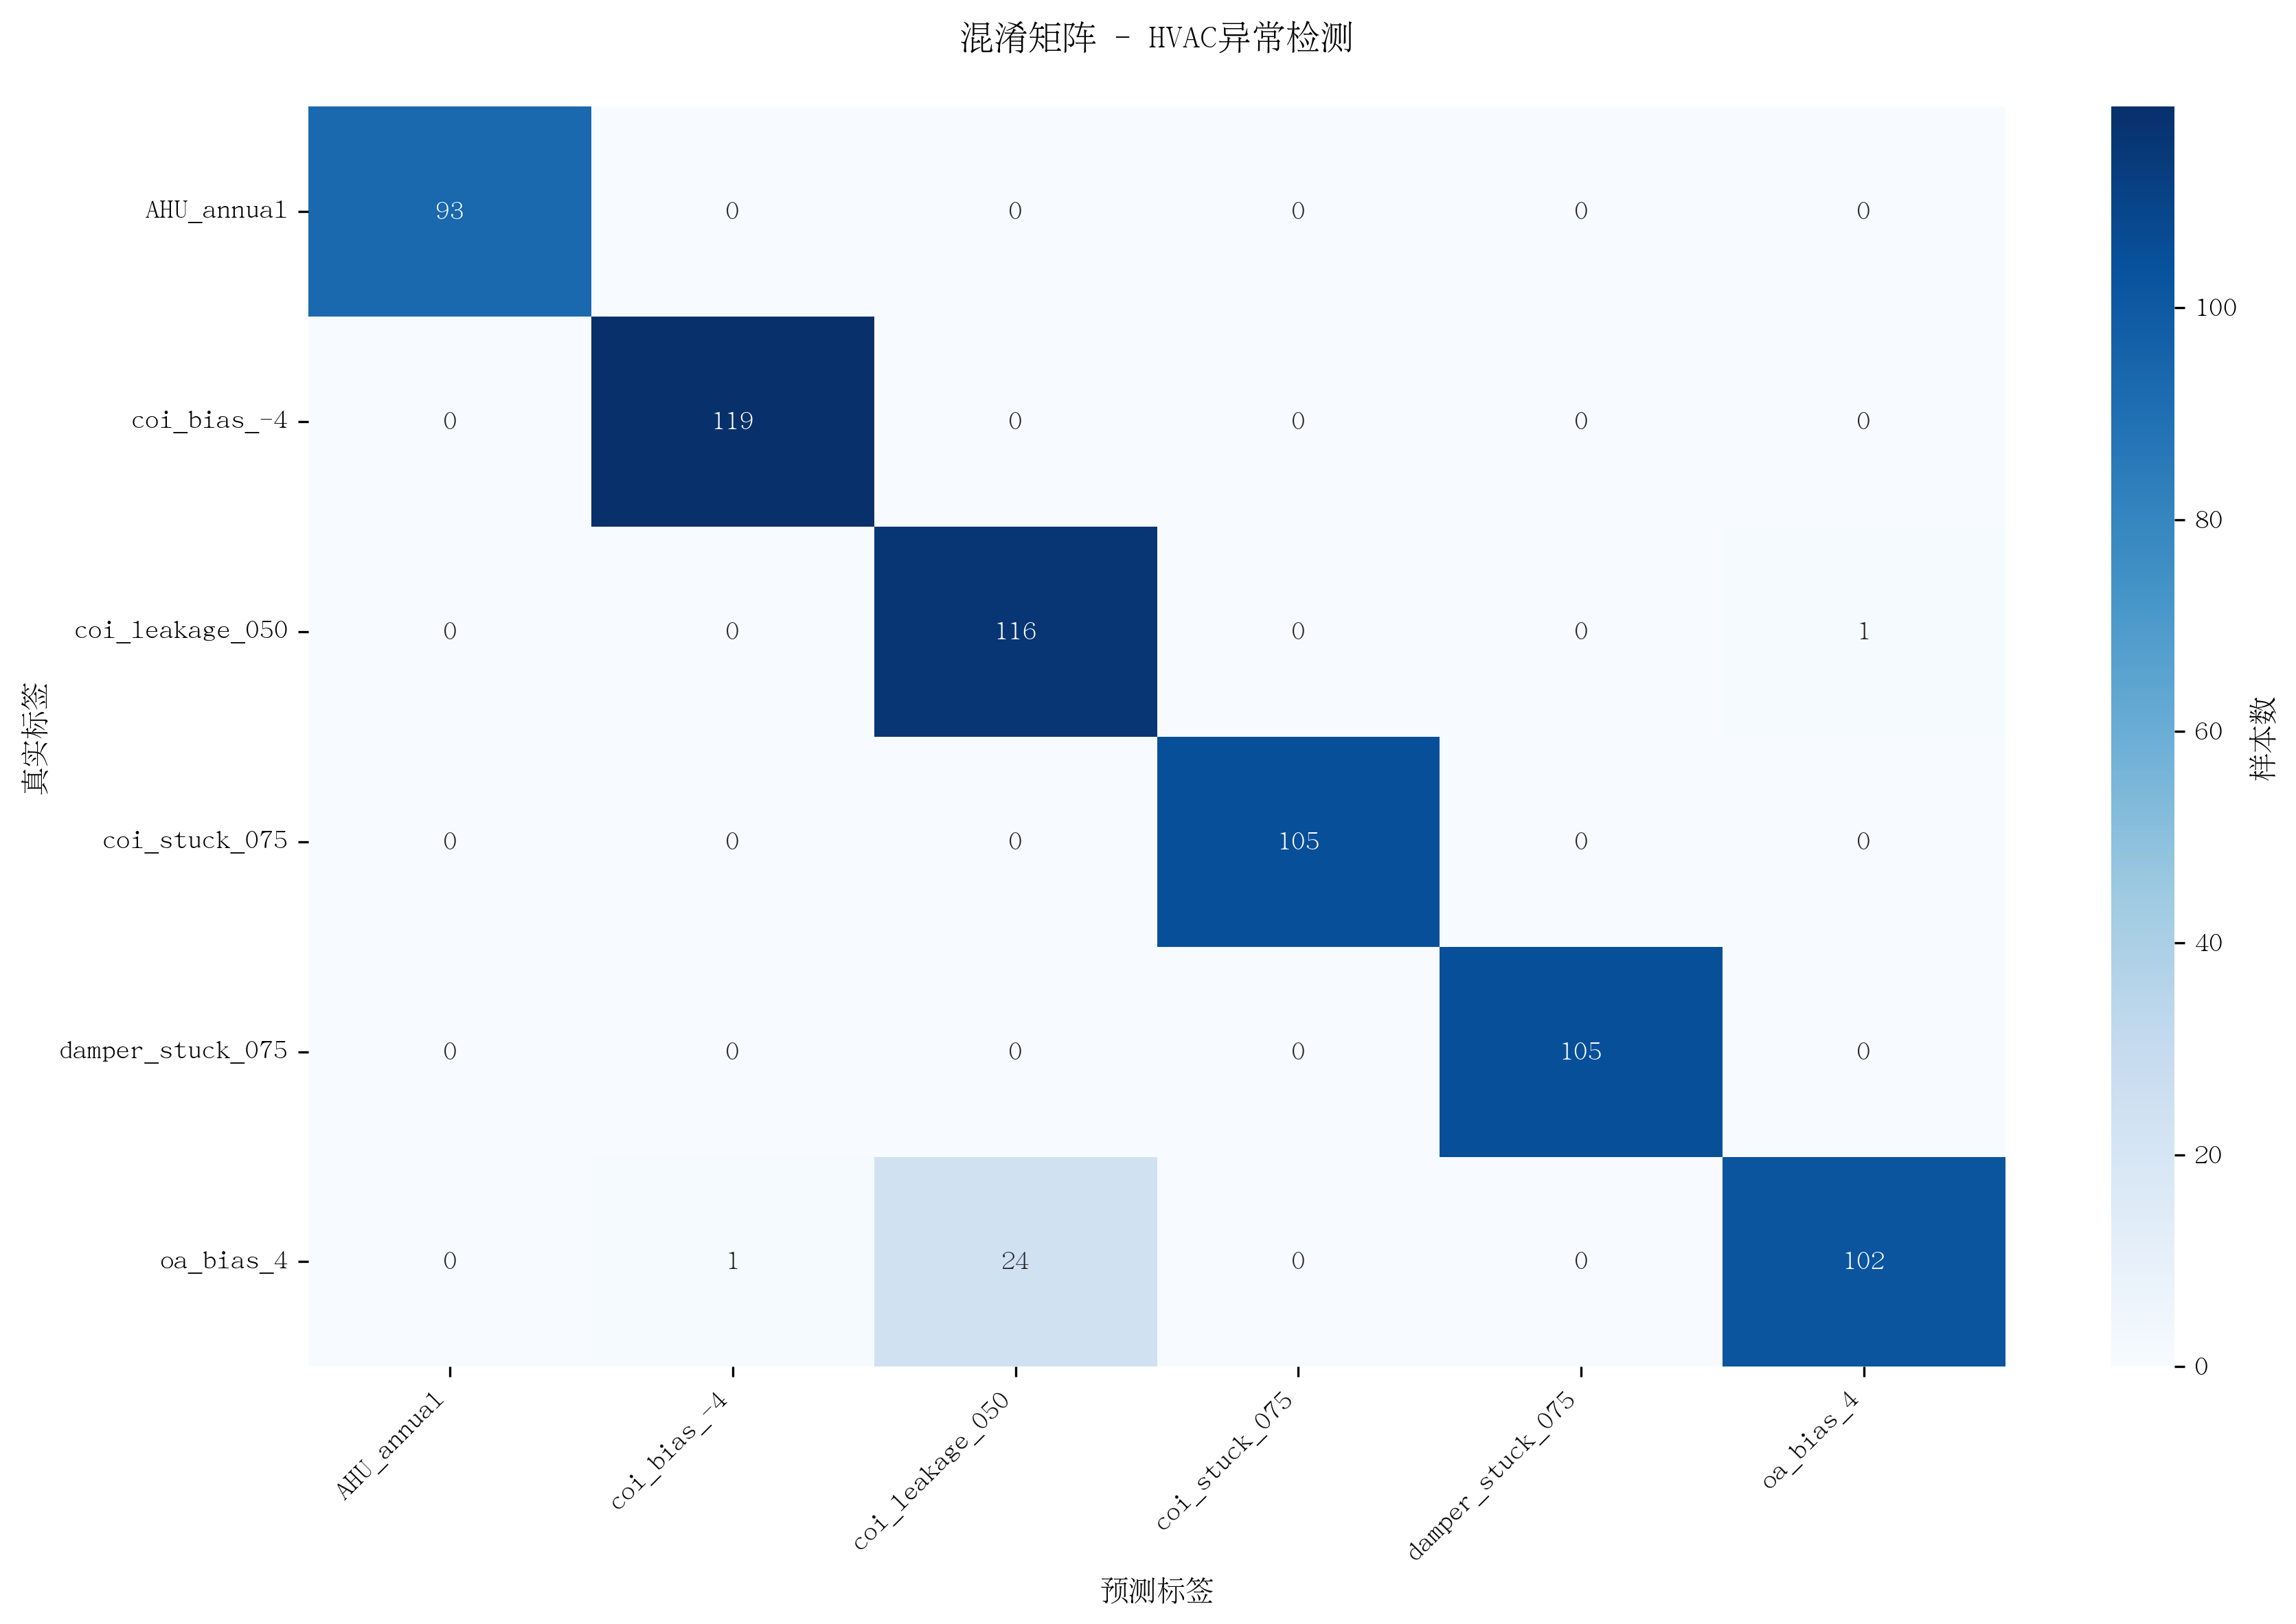 混淆矩阵 - HVAC异常检测
AHU_annual
93
0
0
0
0
0
coi_bias_-4
0
119
0
0
0
0
coi_leakage_050
0
0
116
0
0
1
coi_stuck_075
0
0
0
105
0
0
damper_stuck_075
0
0
0
0
105
0
oa_bias_4
0
1
24
0
0
102
真实标签
AHU_annual
coi_bias_-4
coi_leakage_050
coi_stuck_075
damper_stuck_075
oa_bias_4
预测标签
100
80
60
40
20
0
样本数